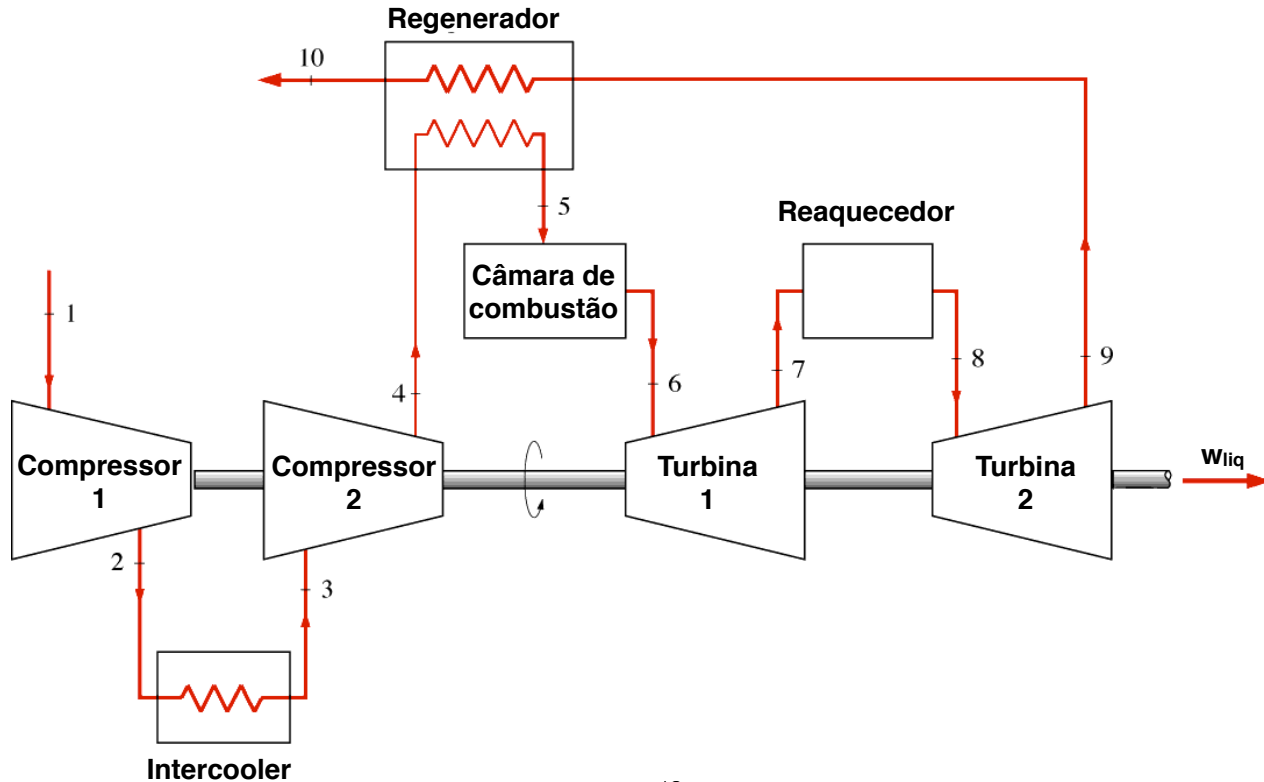 Regenerador
10
5
Reaquecedor
Câmara de
combustão
1
4
6
7
8
9
Compressor
1
Compressor
2
Turbina
1
Turbina
2
wliq
2
3
Intercooler